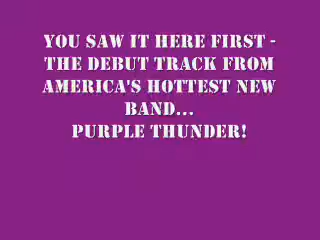 YOU SAW IT HERE FIRST -
THE DEBUT TRACK FROM
AMERICA'S HOTTEST NEW
BAND...
PURPLE THUNDER!